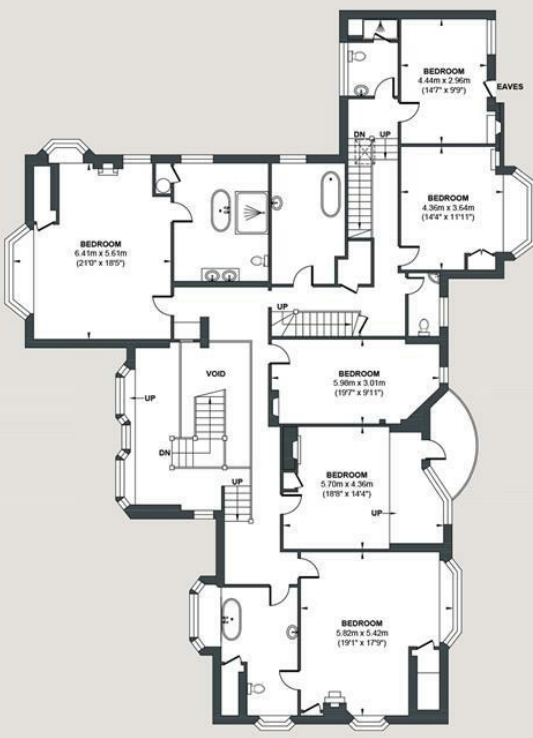 BEDROOM
4.44m x 2.96m
(14'7" x 9'9")
EAVES
DN
UP
BEDROOM
4.36m x 3.64m
(14'4" x 11'11")
BEDROOM
6.41m x 5.61m
(21'0" x 18'5")
UP
BEDROOM
5.98m x 3.01m
(19'7" x 9'11")
VOID
UP
DN
UP
BEDROOM
5.70m x 4.36m
(18'8" x 14'4")
UP
BEDROOM
5.82m x 5.42m
(19'1" x 17'9")